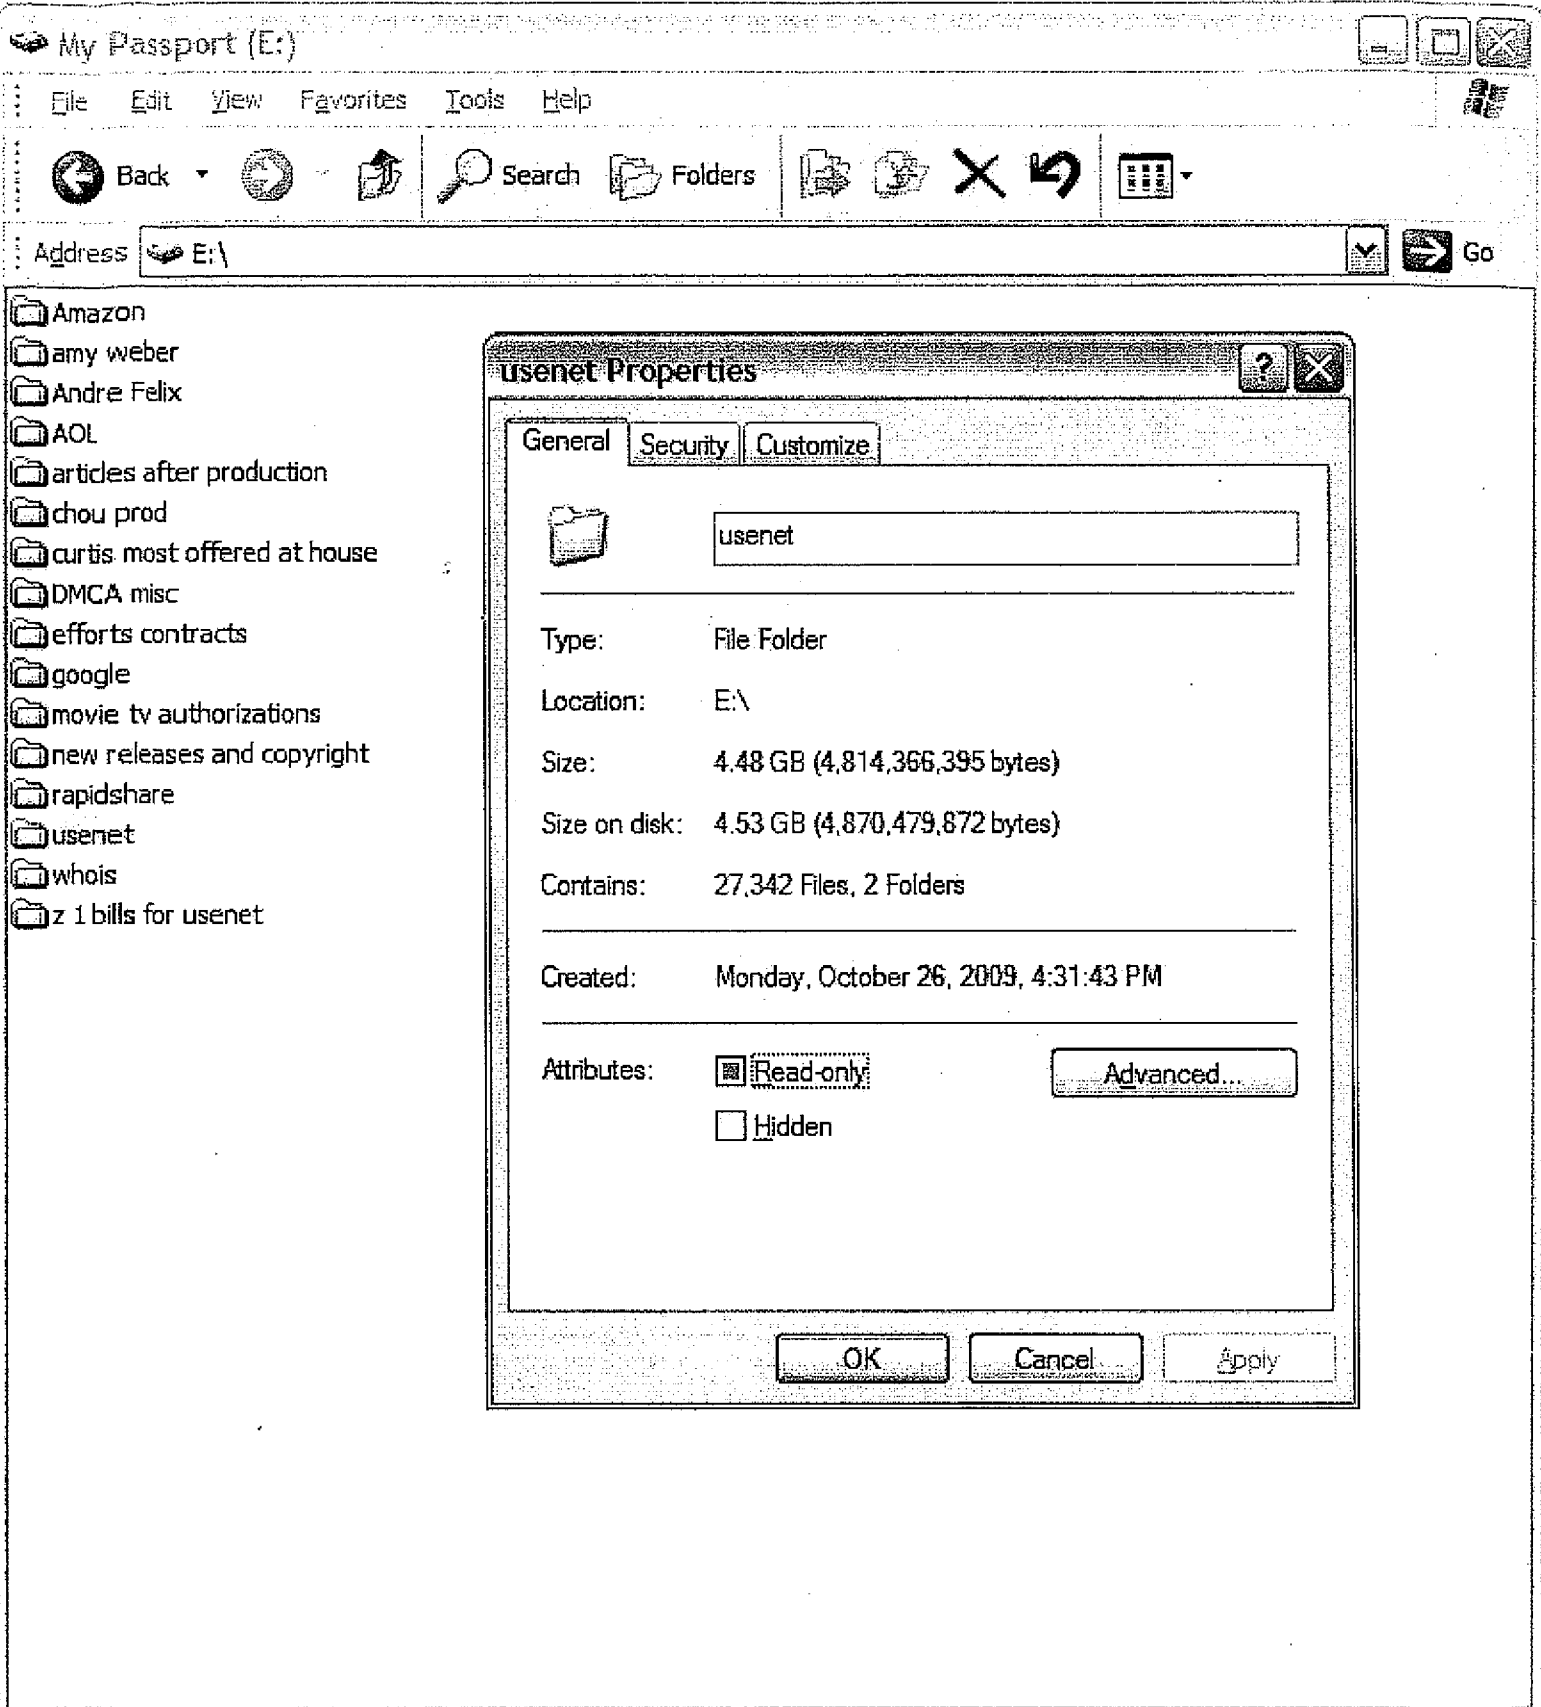 My Passport (E:)
File Edit View Favorites Tools Help
Back Search Folders
Address E:\ Go
Amazon
amy weber
Andre Felix
AOL
articles after production
chou prod
curtis most offered at house
DMCA misc
efforts contracts
google
movie tv authorizations
new releases and copyright
rapidshare
usenet
whois
z 1 bills for usenet
usenet Properties
General Security Customize
usenet
Type: File Folder
Location: E:\
Size: 4.48 GB (4,814,366,395 bytes)
Size on disk: 4.53 GB (4,870,479,872 bytes)
Contains: 27,342 Files, 2 Folders
Created: Monday, October 26, 2009, 4:31:43 PM
Attributes: Read-only Advanced...
Hidden
OK Cancel Apply